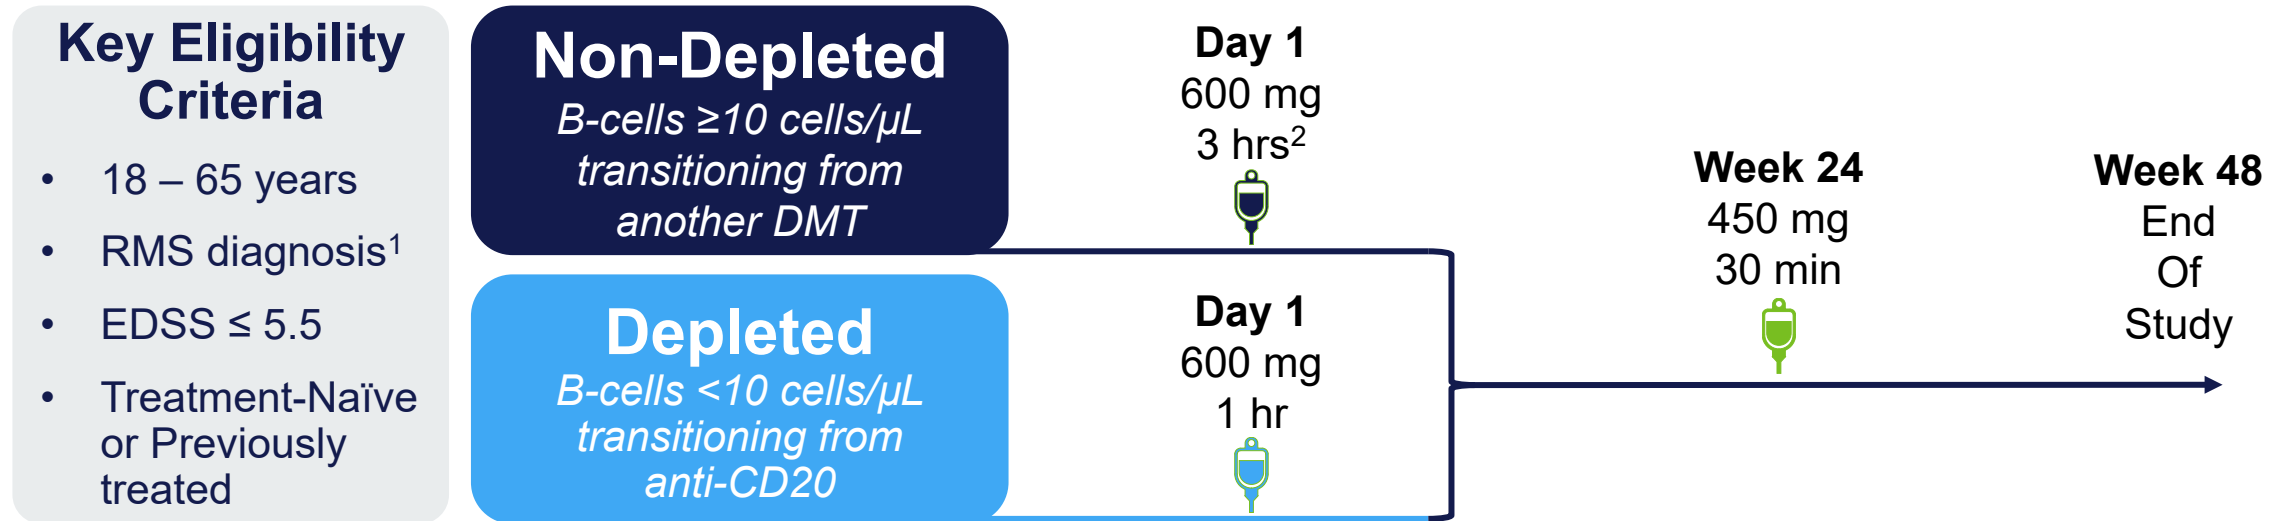 Key Eligibility
Criteria
• 18 – 65 years
• RMS diagnosis¹
• EDSS ≤ 5.5
• Treatment-Naïve
or Previously
treated
Non-Depleted
B-cells ≥10 cells/µL
transitioning from
another DMT
Depleted
B-cells <10 cells/µL
transitioning from
anti-CD20
Day 1
600 mg
3 hrs²
Day 1
600 mg
1 hr
Week 24
450 mg
30 min
Week 48
End
Of
Study